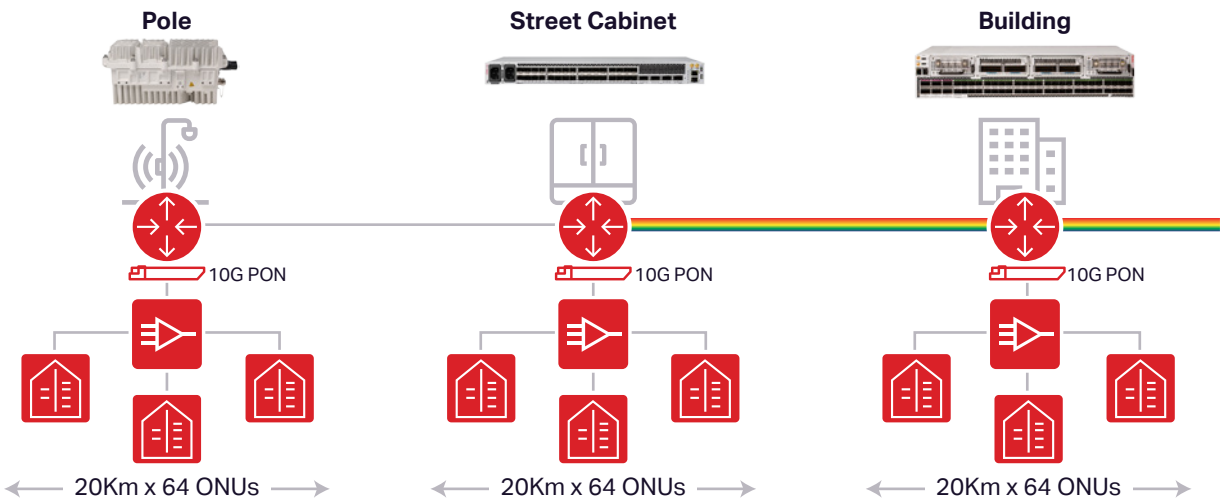 Pole
Street Cabinet
Building
10G PON
10G PON
10G PON
20Km x 64 ONUs
20Km x 64 ONUs
20Km x 64 ONUs